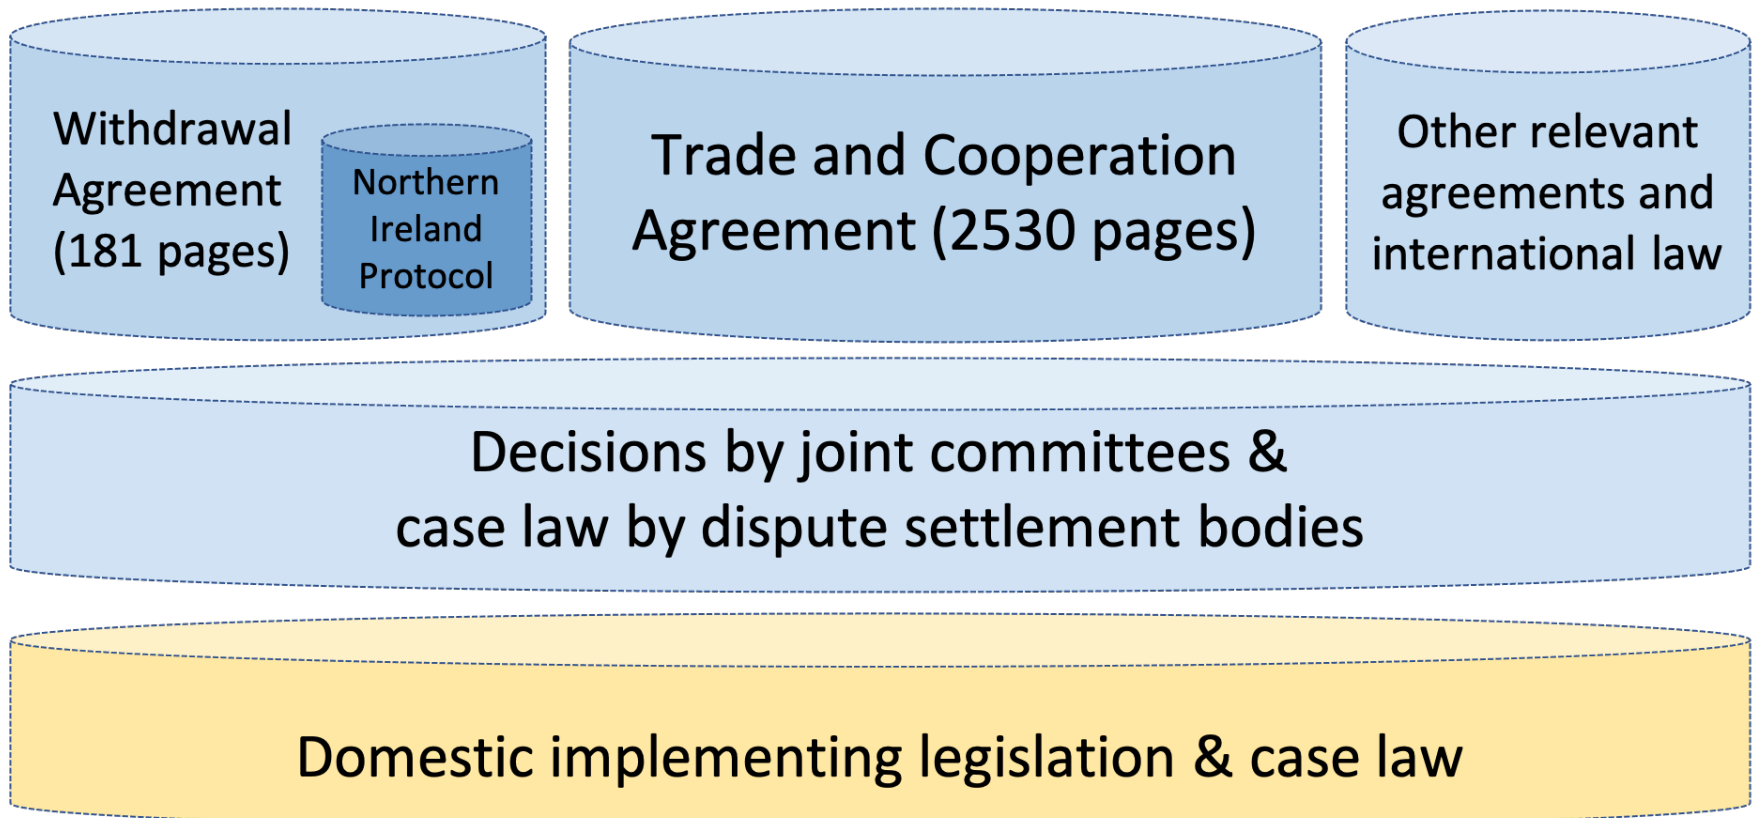 Withdrawal
Agreement
(181 pages)
Northern
Ireland
Protocol
Trade and Cooperation
Agreement (2530 pages)
Other relevant
agreements and
international law
Decisions by joint committees &
case law by dispute settlement bodies
Domestic implementing legislation & case law